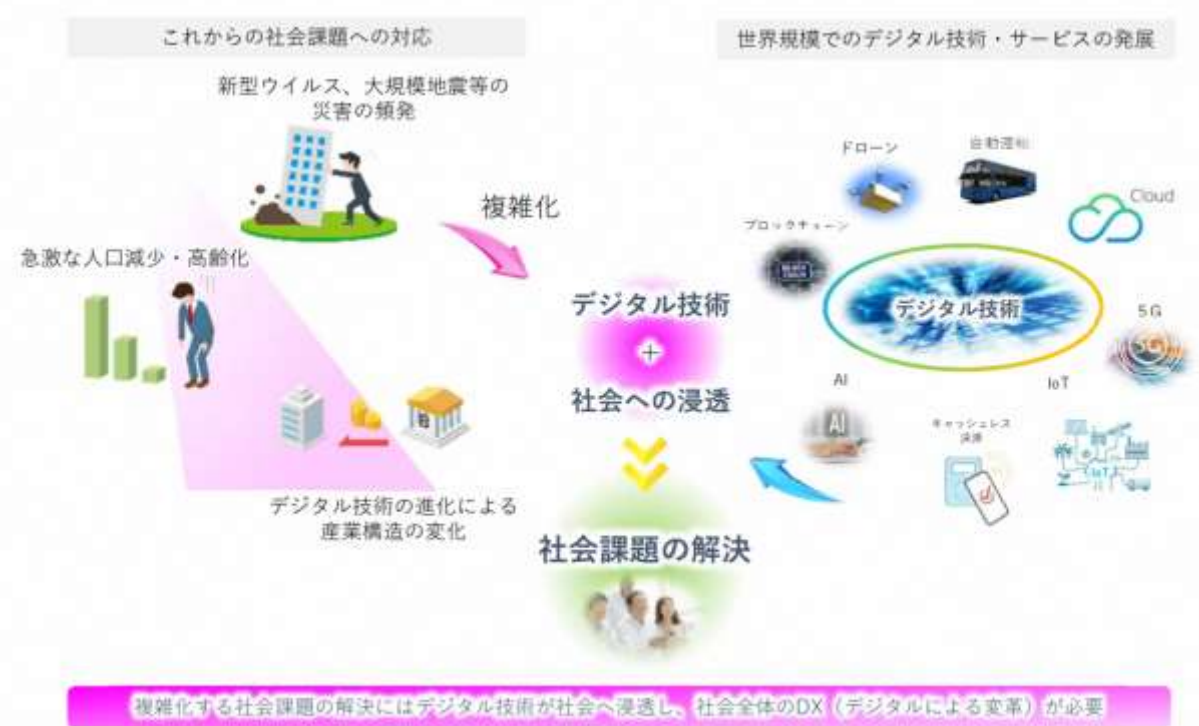 これからの社会課題への対応
新型ウイルス、大規模地震等の
災害の頻発
急激な人口減少・高齢化
デジタル技術の進化による
産業構造の変化
複雑化
デジタル技術
+
社会への浸透
社会課題の解決
世界規模でのデジタル技術・サービスの発展
ドローン
自動運転
Cloud
ブロックチェーン
BLOCK
CHAIN
デジタル技術
5G
5G
AI
AI
IoT
IoT
キャッシュレス
決済
複雑化する社会課題の解決にはデジタル技術が社会へ浸透し、社会全体のDX（デジタルによる変革）が必要